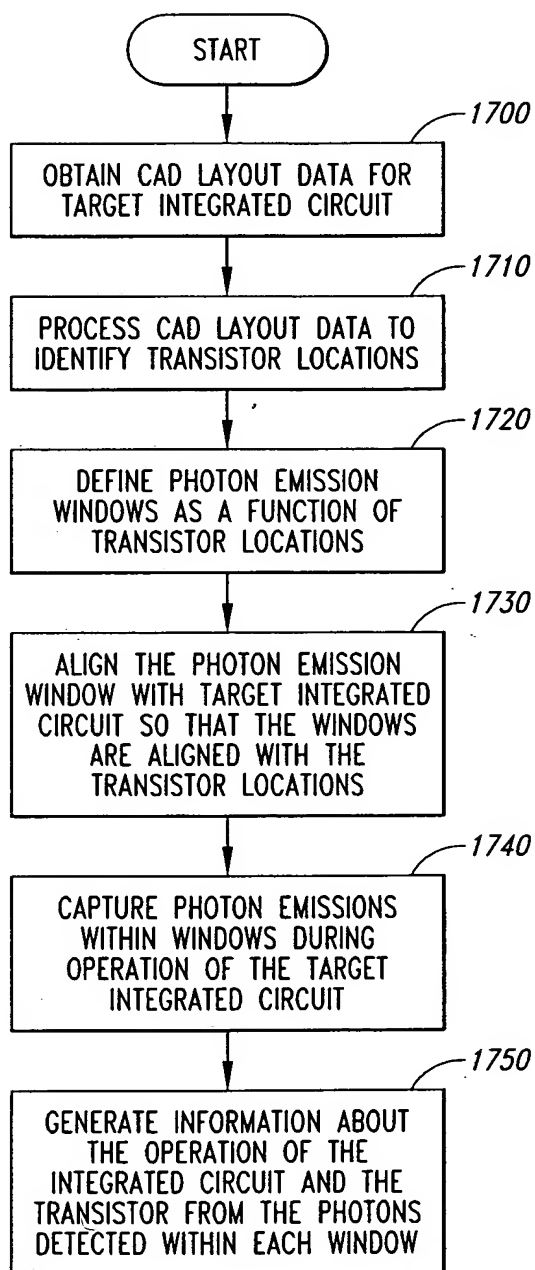 START
1700
OBTAIN CAD LAYOUT DATA FOR
TARGET INTEGRATED CIRCUIT
1710
PROCESS CAD LAYOUT DATA TO
IDENTIFY TRANSISTOR LOCATIONS
1720
DEFINE PHOTON EMISSION
WINDOWS AS A FUNCTION OF
TRANSISTOR LOCATIONS
1730
ALIGN THE PHOTON EMISSION
WINDOW WITH TARGET INTEGRATED
CIRCUIT SO THAT THE WINDOWS
ARE ALIGNED WITH THE
TRANSISTOR LOCATIONS
1740
CAPTURE PHOTON EMISSIONS
WITHIN WINDOWS DURING
OPERATION OF THE TARGET
INTEGRATED CIRCUIT
1750
GENERATE INFORMATION ABOUT
THE OPERATION OF THE
INTEGRATED CIRCUIT AND THE
TRANSISTOR FROM THE PHOTONS
DETECTED WITHIN EACH WINDOW